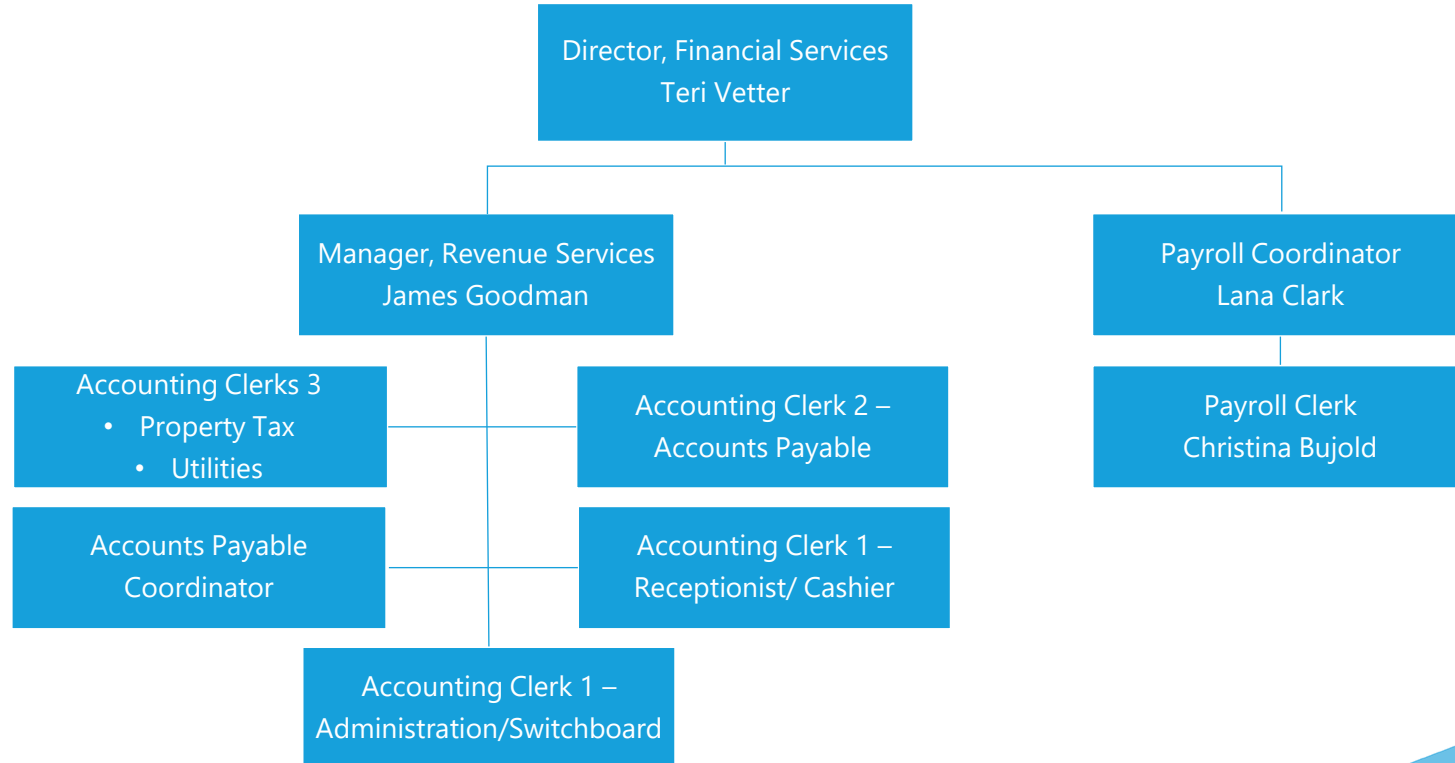 Director, Financial Services
Teri Vetter
Manager, Revenue Services
James Goodman
Payroll Coordinator
Lana Clark
Accounting Clerks 3
• Property Tax
• Utilities
Accounting Clerk 2 –
Accounts Payable
Payroll Clerk
Christina Bujold
Accounts Payable
Coordinator
Accounting Clerk 1 –
Receptionist/ Cashier
Accounting Clerk 1 –
Administration/Switchboard